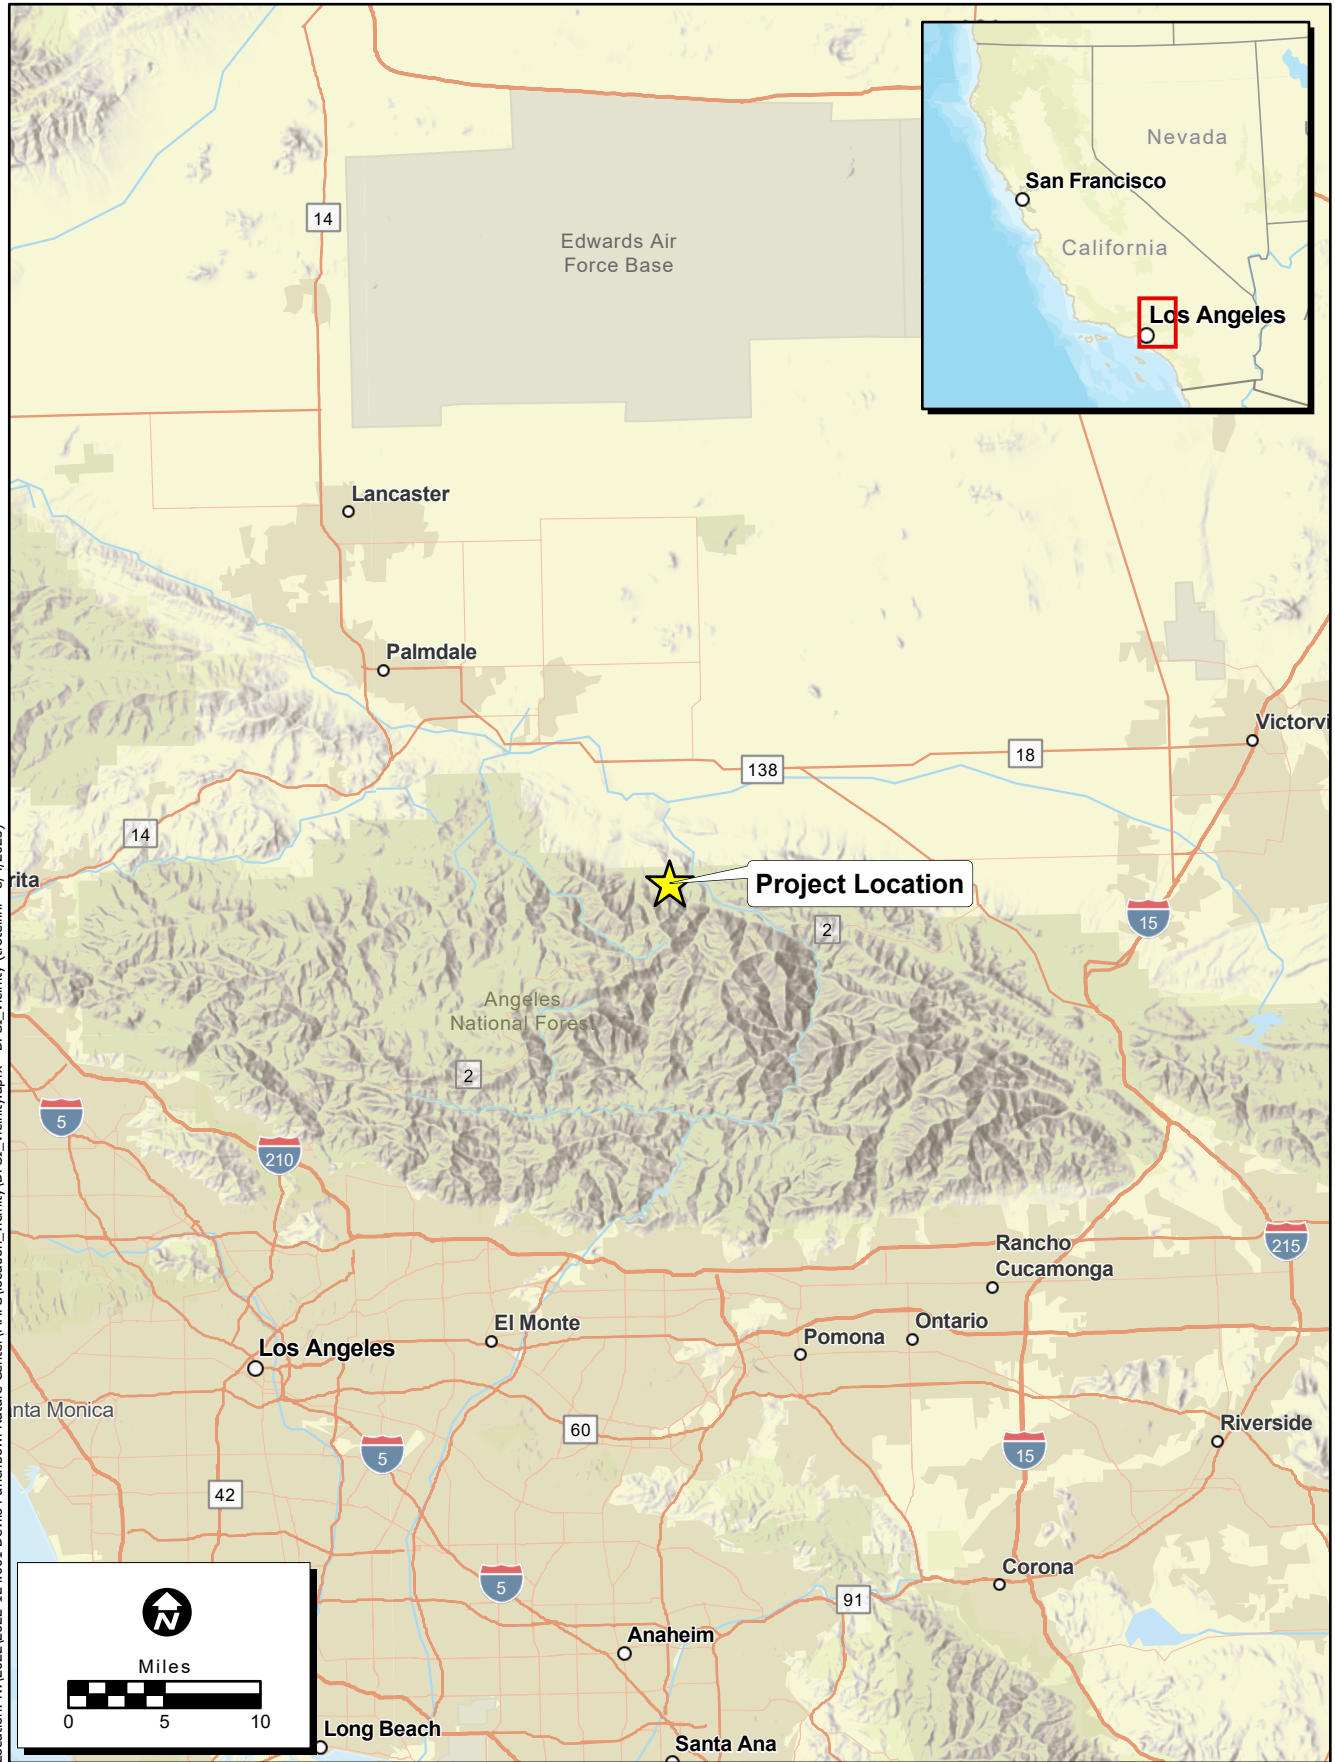 14
Edwards Air
Force Base
Nevada
San Francisco
California
Los Angeles
Lancaster
Palmdale
Victorvi
138
18
14
rita
Project Location
15
2
Angeles
National Forest
2
5
210
215
Rancho
Cucamonga
El Monte
Ontario
Pomona
Los Angeles
nta Monica
60
Riverside
5
15
42
5
Corona
91
Anaheim
N
Miles
0 5 10
Long Beach
Santa Ana